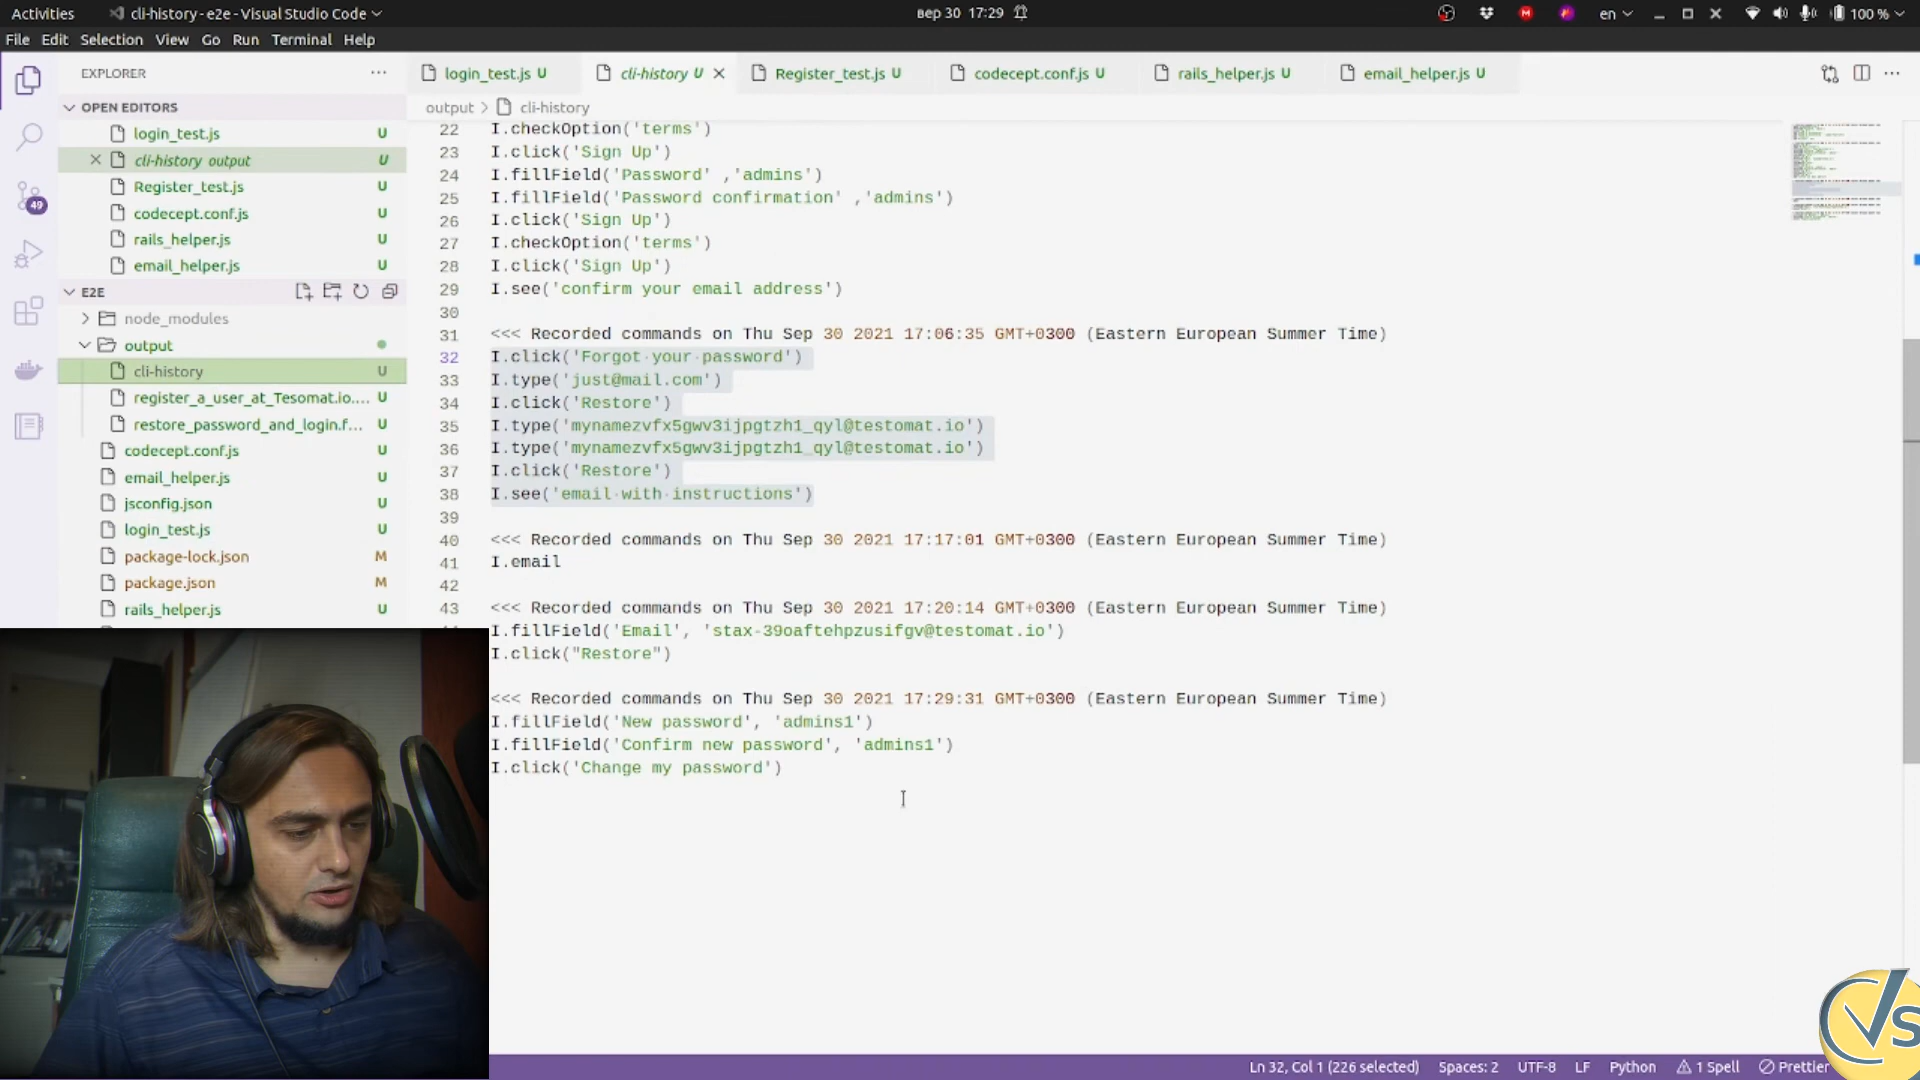 Activities
cli-history - e2e - Visual Studio Code
вер 30 17:29
en
100 %
File Edit Selection View Go Run Terminal Help
EXPLORER
login_test.js U
cli-history U
Register_test.js U
codecept.conf.js U
rails_helper.js U
email_helper.js U
OPEN EDITORS
output > cli-history
login_test.js U
cli-history output U
Register_test.js U
codecept.conf.js U
rails_helper.js U
email_helper.js U
49
E2E
node_modules
output
cli-history U
register_a_user_at_Tesomat.io.... U
restore_password_and_login.f... U
codecept.conf.js U
email_helper.js U
jsconfig.json U
login_test.js U
package-lock.json M
package.json M
rails_helper.js U
22 I.checkOption('terms')
23 I.click('Sign Up')
24 I.fillField('Password' ,'admins')
25 I.fillField('Password confirmation' ,'admins')
26 I.click('Sign Up')
27 I.checkOption('terms')
28 I.click('Sign Up')
29 I.see('confirm your email address')
30
31 <<< Recorded commands on Thu Sep 30 2021 17:06:35 GMT+0300 (Eastern European Summer Time)
32 I.click('Forgot·your·password')
33 I.type('just@mail.com')
34 I.click('Restore')
35 I.type('mynamezvfx5gwv3ijpgtzh1_qyl@testomat.io')
36 I.type('mynamezvfx5gwv3ijpgtzh1_qyl@testomat.io')
37 I.click('Restore')
38 I.see('email·with·instructions')
39
40 <<< Recorded commands on Thu Sep 30 2021 17:17:01 GMT+0300 (Eastern European Summer Time)
41 I.email
42
43 <<< Recorded commands on Thu Sep 30 2021 17:20:14 GMT+0300 (Eastern European Summer Time)
I.fillField('Email', 'stax-39oaftehpzusifgv@testomat.io')
I.click("Restore")
<<< Recorded commands on Thu Sep 30 2021 17:29:31 GMT+0300 (Eastern European Summer Time)
I.fillField('New password', 'admins1')
I.fillField('Confirm new password', 'admins1')
I.click('Change my password')
Ln 32, Col 1 (226 selected) Spaces: 2 UTF-8 LF Python 1 Spell Prettier
VS